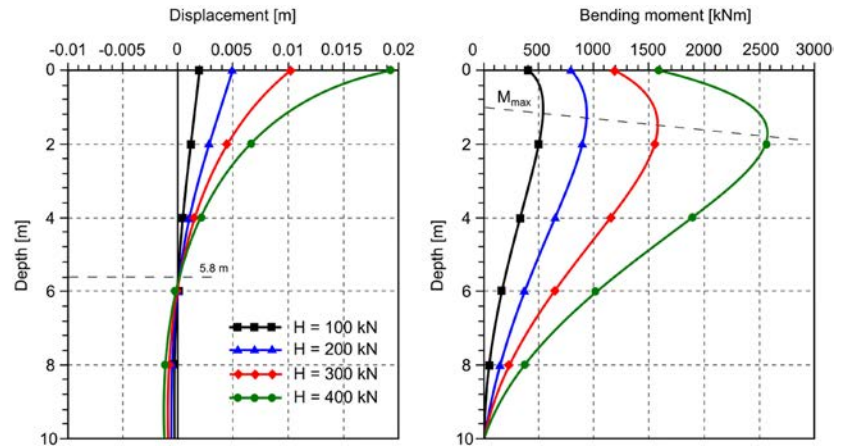 Displacement [m]
-0.01 -0.005 0 0.005 0.01 0.015 0.02
0
2
4
6
8
10
Depth [m]
5.8 m
H = 100 kN
H = 200 kN
H = 300 kN
H = 400 kN
Bending moment [kNm]
0 500 1000 1500 2000 2500 3000
0
2
4
6
8
10
Depth [m]
Mmax